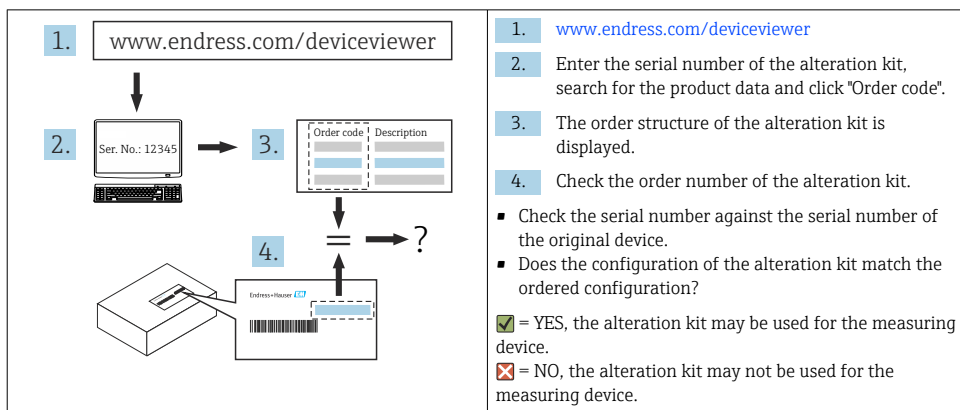 1.
www.endress.com/deviceviewer
2.
Ser. No.: 12345
3.
Order code
Description
4.
=
?
Endress+Hauser EH
1. www.endress.com/deviceviewer
2. Enter the serial number of the alteration kit,
search for the product data and click "Order code".
3. The order structure of the alteration kit is
displayed.
4. Check the order number of the alteration kit.
▪ Check the serial number against the serial number of
the original device.
▪ Does the configuration of the alteration kit match the
ordered configuration?
☑ = YES, the alteration kit may be used for the measuring
device.
☒ = NO, the alteration kit may not be used for the
measuring device.